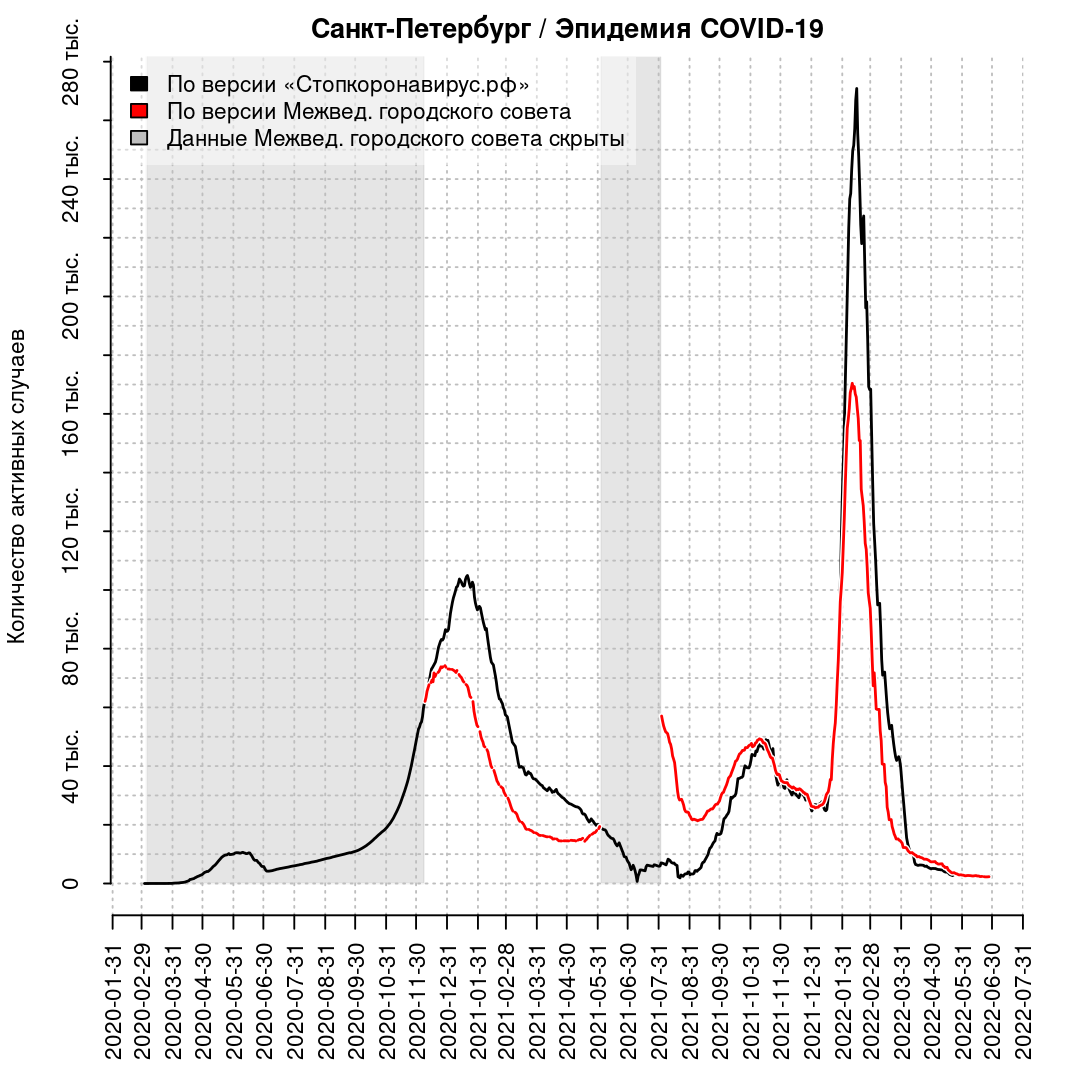 Санкт-Петербург / Эпидемия COVID-19
По версии «Стопкоронавирус.рф»
По версии Межвед. городского совета
Данные Межвед. городского совета скрыты
Количество активных случаев
280 тыс.
240 тыс.
200 тыс.
160 тыс.
120 тыс.
80 тыс.
40 тыс.
0
2020-01-31
2020-02-29
2020-03-31
2020-04-30
2020-05-31
2020-06-30
2020-07-31
2020-08-31
2020-09-30
2020-10-31
2020-11-30
2020-12-31
2021-01-31
2021-02-28
2021-03-31
2021-04-30
2021-05-31
2021-06-30
2021-07-31
2021-08-31
2021-09-30
2021-10-31
2021-11-30
2021-12-31
2022-01-31
2022-02-28
2022-03-31
2022-04-30
2022-05-31
2022-06-30
2022-07-31